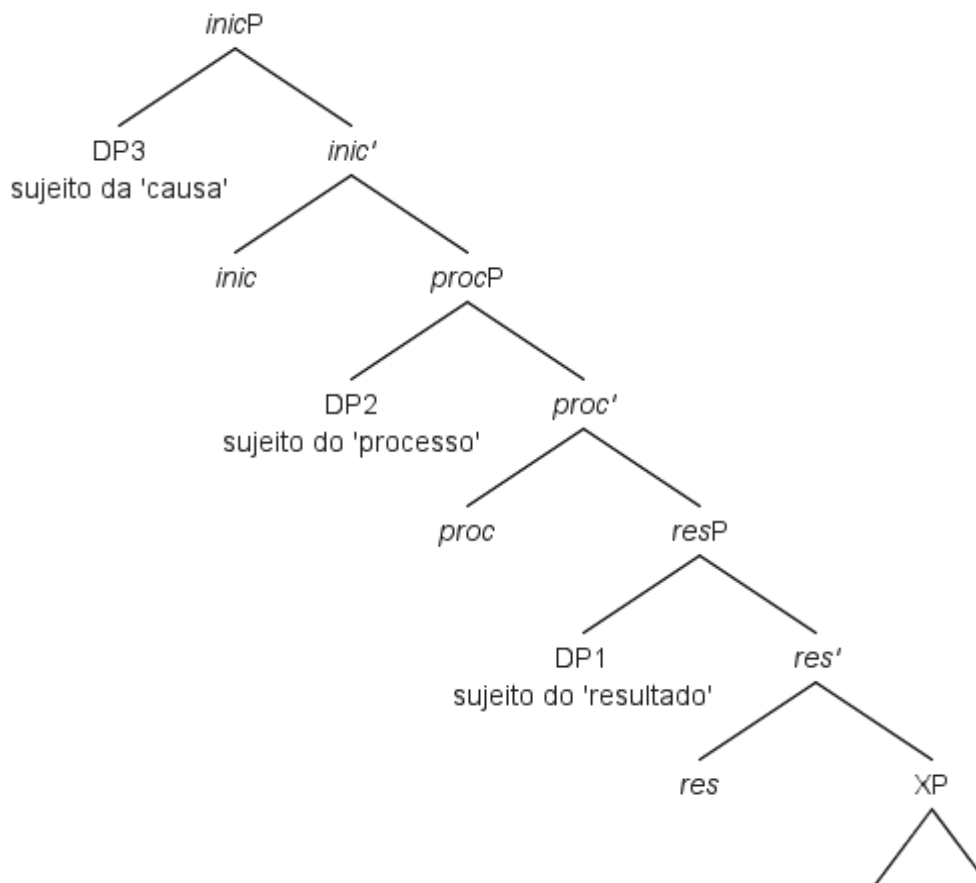 inicP
DP3 inic'
sujeito da 'causa'
inic procP
DP2 proc'
sujeito do 'processo'
proc resP
DP1 res'
sujeito do 'resultado'
res XP